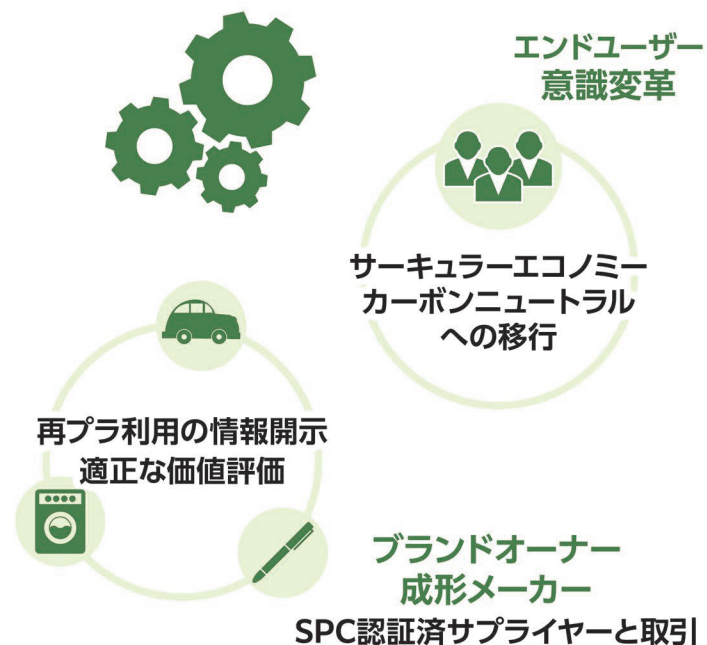 エンドユーザー
意識変革
サーキュラーエコノミー
カーボンニュートラル
への移行
再プラ利用の情報開示
適正な価値評価
ブランドオーナー
成形メーカー
SPC認証済サプライヤーと取引